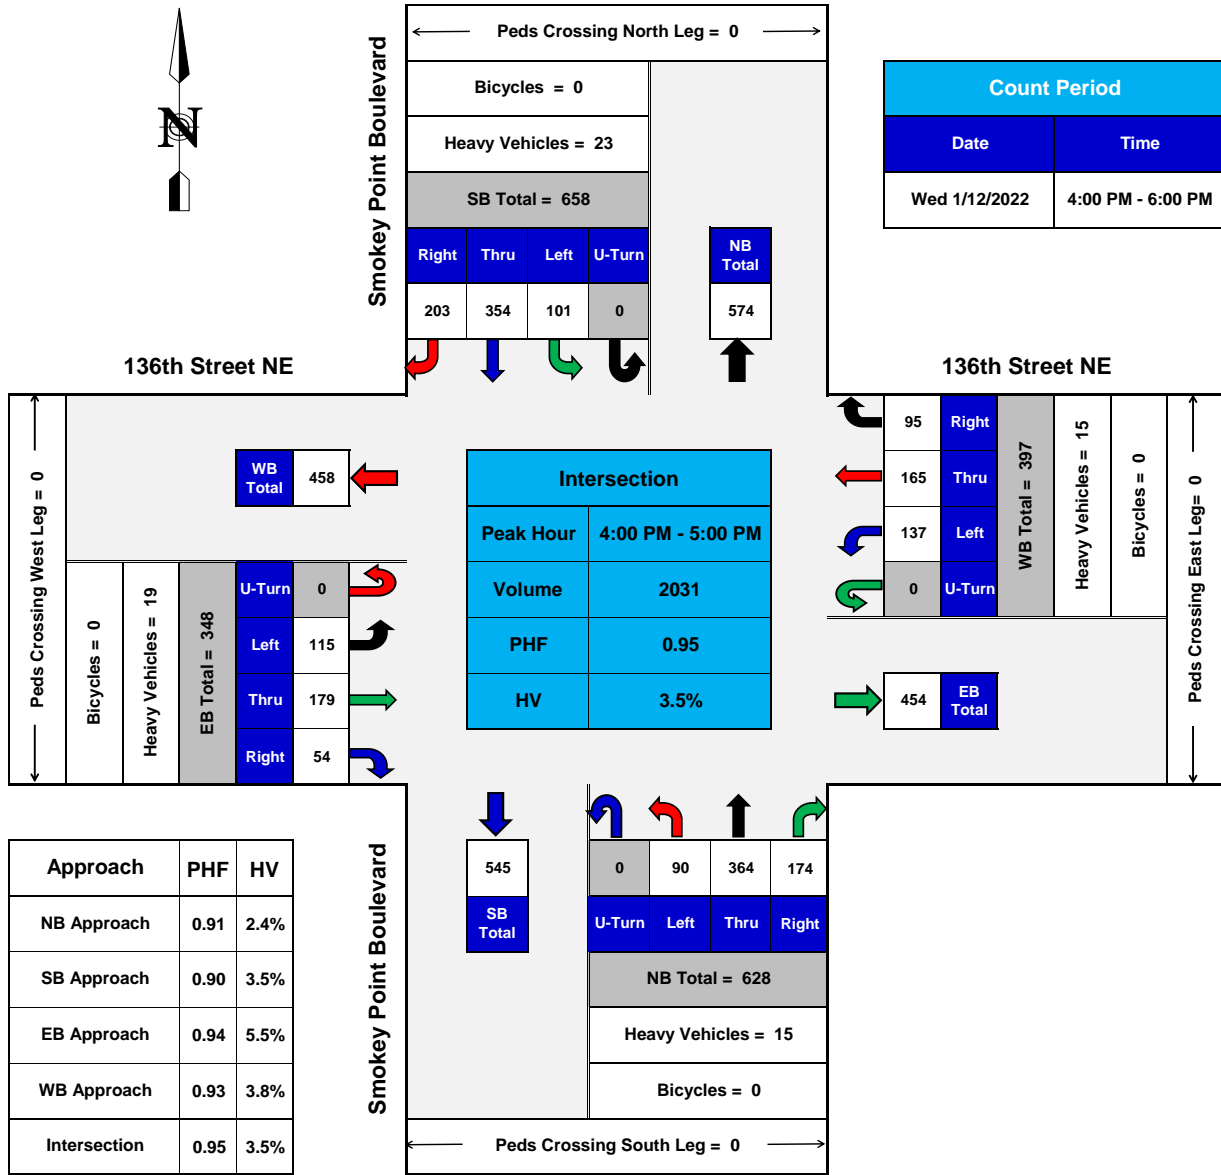 Peds Crossing North Leg = 0
Smokey Point Boulevard
Bicycles = 0
Heavy Vehicles = 23
SB Total = 658
Right Thru Left U-Turn
203 354 101 0
NB
Total
574
Count Period
Date Time
Wed 1/12/2022 4:00 PM - 6:00 PM
N
136th Street NE
136th Street NE
Peds Crossing West Leg = 0
WB
Total
458
Bicycles = 0
Heavy Vehicles = 19
EB Total = 348
U-Turn 0
Left 115
Thru 179
Right 54
Intersection
Peak Hour 4:00 PM - 5:00 PM
Volume 2031
PHF 0.95
HV 3.5%
95 Right
165 Thru
137 Left
0 U-Turn
WB Total = 397
Heavy Vehicles = 15
Bicycles = 0
Peds Crossing East Leg= 0
454
EB
Total
Approach PHF HV
NB Approach 0.91 2.4%
SB Approach 0.90 3.5%
EB Approach 0.94 5.5%
WB Approach 0.93 3.8%
Intersection 0.95 3.5%
Smokey Point Boulevard
545
SB
Total
0 90 364 174
U-Turn Left Thru Right
NB Total = 628
Heavy Vehicles = 15
Bicycles = 0
Peds Crossing South Leg = 0